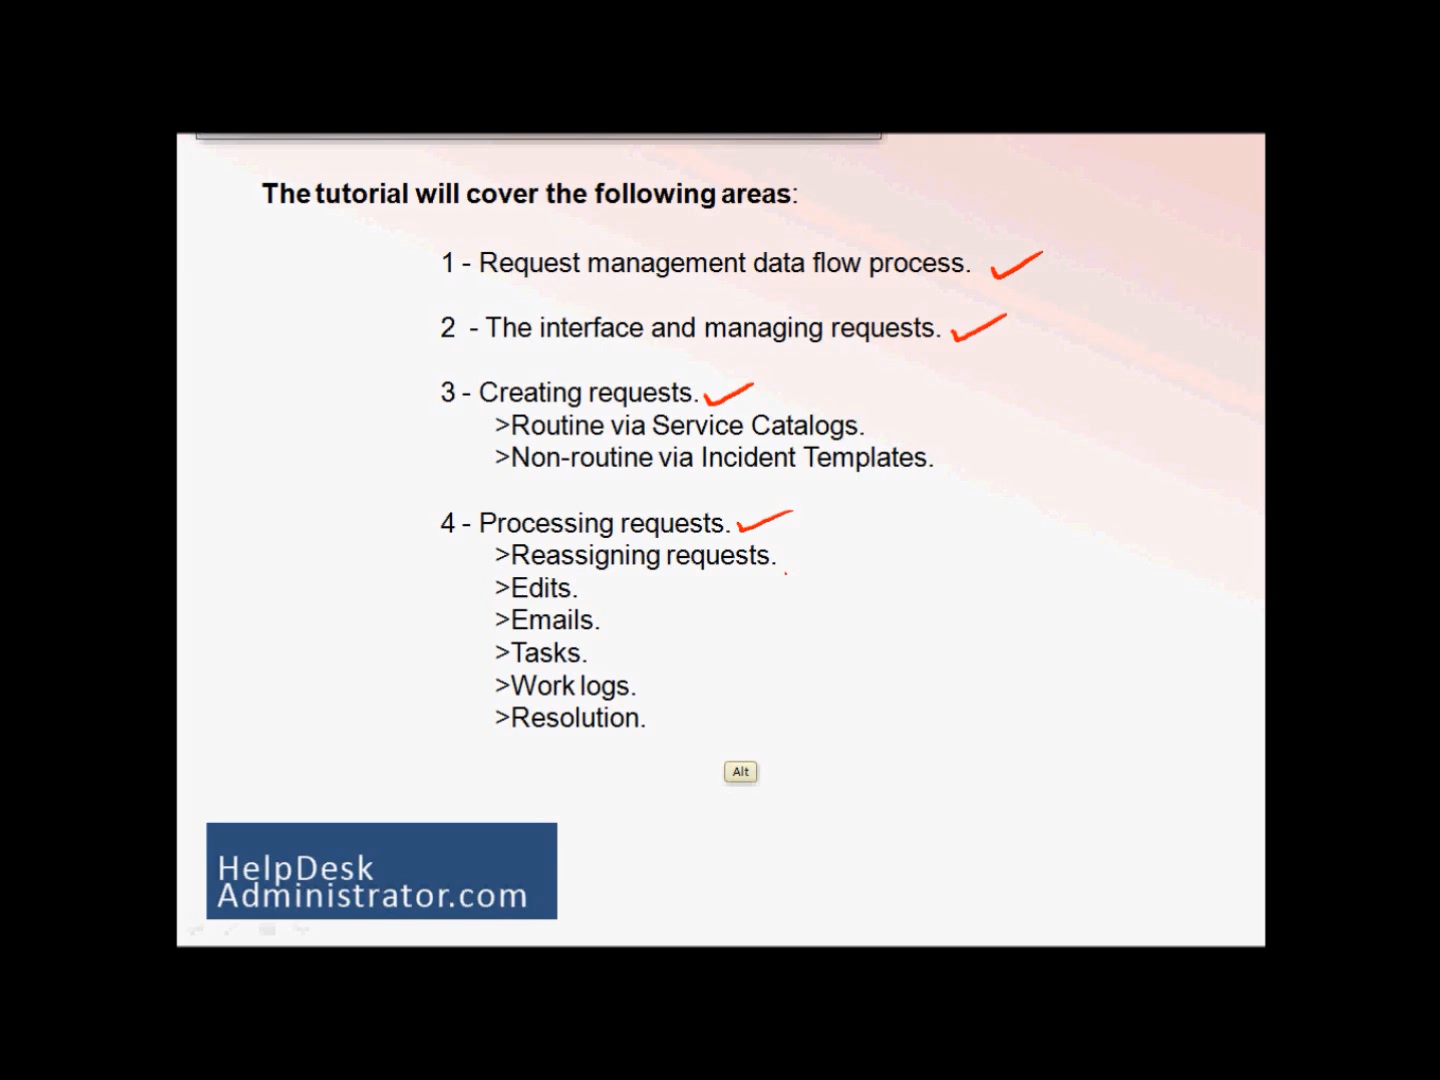 The tutorial will cover the following areas:
1 - Request management data flow process.
2 - The interface and managing requests.
3 - Creating requests.
>Routine via Service Catalogs.
>Non-routine via Incident Templates.
4 - Processing requests.
>Reassigning requests.
>Edits.
>Emails.
>Tasks.
>Work logs.
>Resolution.
Alt
HelpDesk
Administrator.com